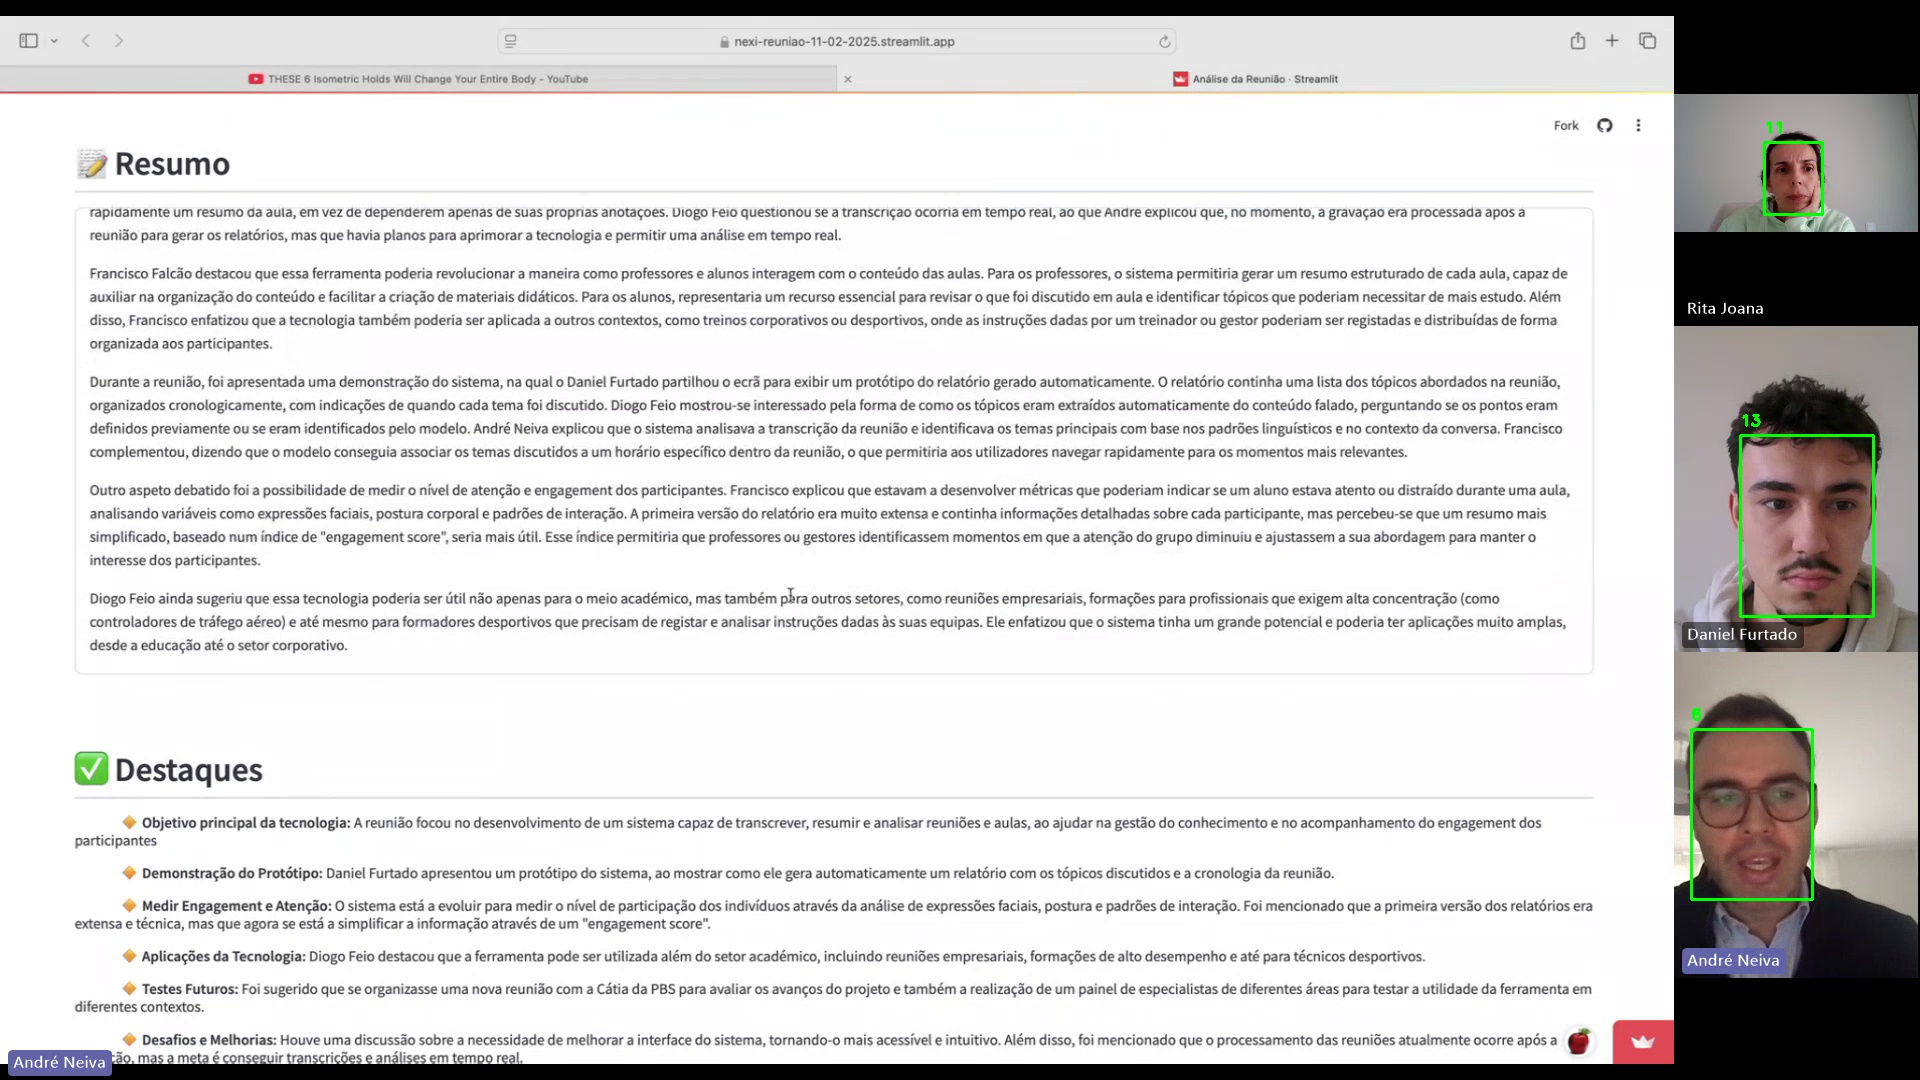 nexi-reuniao-11-02-2025.streamlit.app
THESE 6 Isometric Holds Will Change Your Entire Body - YouTube
Análise da Reunião · Streamlit
Fork
Resumo
rapidamente um resumo da aula, em vez de dependerem apenas de suas próprias anotações. Diogo Feio questionou se a transcrição ocorria em tempo real, ao que André explicou que, no momento, a gravação era processada após a
reunião para gerar os relatórios, mas que havia planos para aprimorar a tecnologia e permitir uma análise em tempo real.
Francisco Falcão destacou que essa ferramenta poderia revolucionar a maneira como professores e alunos interagem com o conteúdo das aulas. Para os professores, o sistema permitiria gerar um resumo estruturado de cada aula, capaz de
auxiliar na organização do conteúdo e facilitar a criação de materiais didáticos. Para os alunos, representaria um recurso essencial para revisar o que foi discutido em aula e identificar tópicos que poderiam necessitar de mais estudo. Além
disso, Francisco enfatizou que a tecnologia também poderia ser aplicada a outros contextos, como treinos corporativos ou desportivos, onde as instruções dadas por um treinador ou gestor poderiam ser registadas e distribuídas de forma
organizada aos participantes.
Durante a reunião, foi apresentada uma demonstração do sistema, na qual o Daniel Furtado partilhou o ecrã para exibir um protótipo do relatório gerado automaticamente. O relatório continha uma lista dos tópicos abordados na reunião,
organizados cronologicamente, com indicações de quando cada tema foi discutido. Diogo Feio mostrou-se interessado pela forma de como os tópicos eram extraídos automaticamente do conteúdo falado, perguntando se os pontos eram
definidos previamente ou se eram identificados pelo modelo. André Neiva explicou que o sistema analisava a transcrição da reunião e identificava os temas principais com base nos padrões linguísticos e no contexto da conversa. Francisco
complementou, dizendo que o modelo conseguia associar os temas discutidos a um horário específico dentro da reunião, o que permitiria aos utilizadores navegar rapidamente para os momentos mais relevantes.
Outro aspeto debatido foi a possibilidade de medir o nível de atenção e engagement dos participantes. Francisco explicou que estavam a desenvolver métricas que poderiam indicar se um aluno estava atento ou distraído durante uma aula,
analisando variáveis como expressões faciais, postura corporal e padrões de interação. A primeira versão do relatório era muito extensa e continha informações detalhadas sobre cada participante, mas percebeu-se que um resumo mais
simplificado, baseado num índice de "engagement score", seria mais útil. Esse índice permitiria que professores ou gestores identificassem momentos em que a atenção do grupo diminuiu e ajustassem a sua abordagem para manter o
interesse dos participantes.
Diogo Feio ainda sugeriu que essa tecnologia poderia ser útil não apenas para o meio académico, mas também para outros setores, como reuniões empresariais, formações para profissionais que exigem alta concentração (como
controladores de tráfego aéreo) e até mesmo para formadores desportivos que precisam de registar e analisar instruções dadas às suas equipas. Ele enfatizou que o sistema tinha um grande potencial e poderia ter aplicações muito amplas,
desde a educação até o setor corporativo.
Destaques
Objetivo principal da tecnologia: A reunião focou no desenvolvimento de um sistema capaz de transcrever, resumir e analisar reuniões e aulas, ao ajudar na gestão do conhecimento e no acompanhamento do engagement dos
participantes
Demonstração do Protótipo: Daniel Furtado apresentou um protótipo do sistema, ao mostrar como ele gera automaticamente um relatório com os tópicos discutidos e a cronologia da reunião.
Medir Engagement e Atenção: O sistema está a evoluir para medir o nível de participação dos indivíduos através da análise de expressões faciais, postura e padrões de interação. Foi mencionado que a primeira versão dos relatórios era
extensa e técnica, mas que agora se está a simplificar a informação através de um "engagement score".
Aplicações da Tecnologia: Diogo Feio destacou que a ferramenta pode ser utilizada além do setor académico, incluindo reuniões empresariais, formações de alto desempenho e até para técnicos desportivos.
Testes Futuros: Foi sugerido que se organizasse uma nova reunião com a Cátia da PBS para avaliar os avanços do projeto e também a realização de um painel de especialistas de diferentes áreas para testar a utilidade da ferramenta em
diferentes contextos.
Desafios e Melhorias: Houve uma discussão sobre a necessidade de melhorar a interface do sistema, tornando-o mais acessível e intuitivo. Além disso, foi mencionado que o processamento das reuniões atualmente ocorre após a
mas a meta é conseguir transcrições e análises em tempo real.
André Neiva
11
Rita Joana
13
Daniel Furtado
6
André Neiva